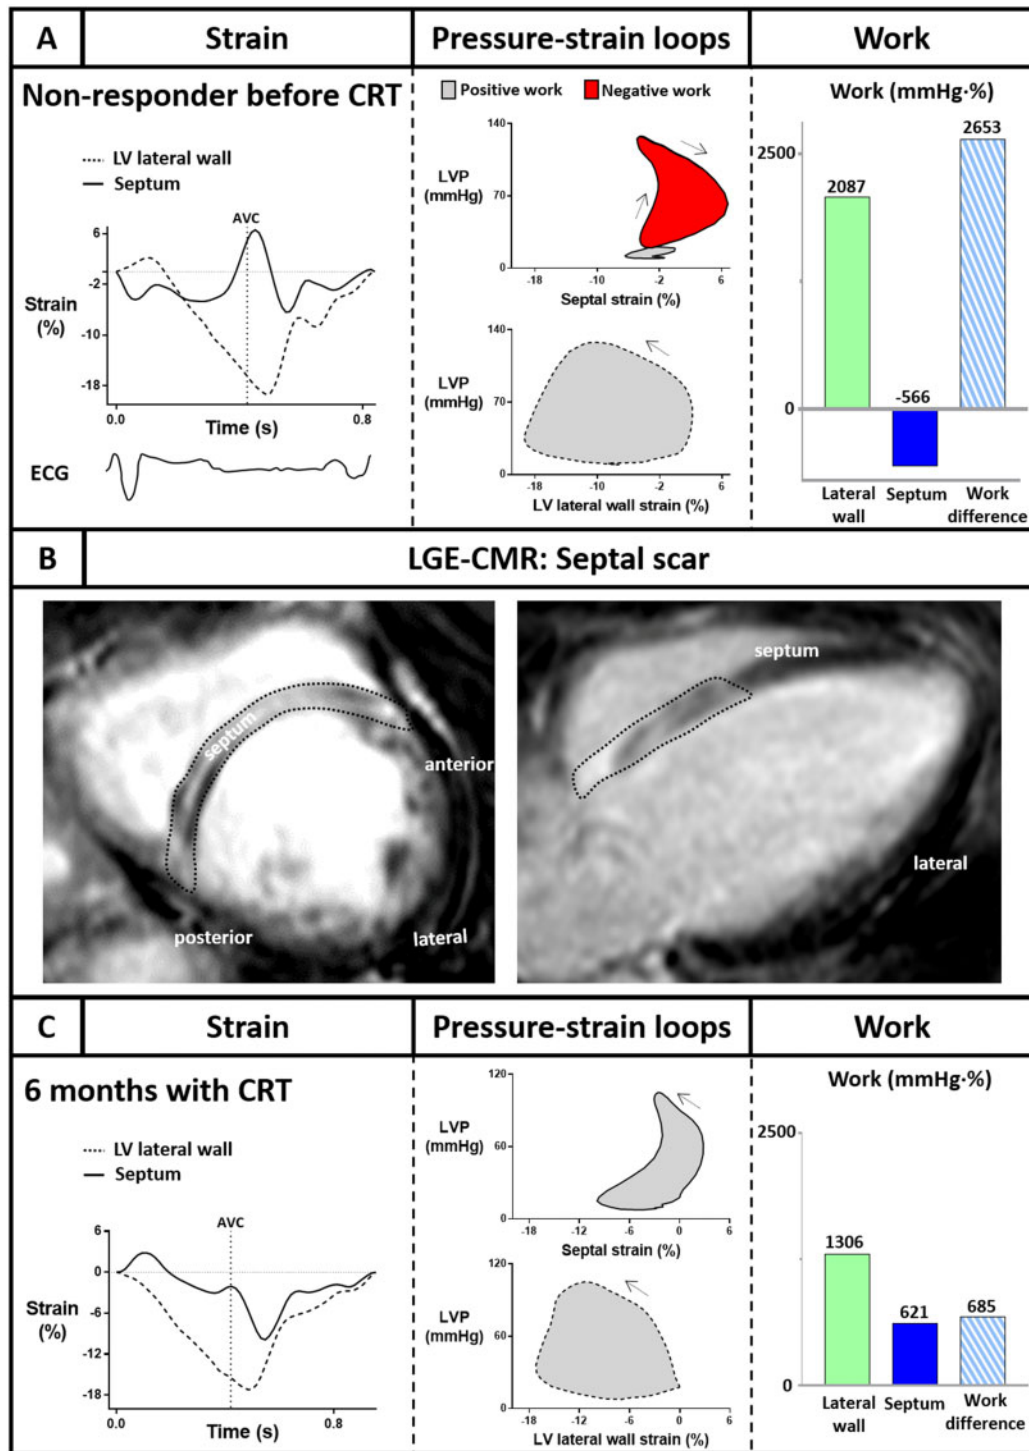 A
Strain
Pressure-strain loops
Work
Non-responder before CRT
LV lateral wall
Septum
AVC
6
-2
-10
-18
Strain
(%)
0.0
0.8
Time (s)
ECG
Positive work
Negative work
140
70
0
LVP
(mmHg)
-18
-10
-2
6
Septal strain (%)
140
70
0
LVP
(mmHg)
-18
-10
-2
6
LV lateral wall strain (%)
Work (mmHg·%)
2500
0
2087
-566
2653
Lateral
wall
Septum
Work
difference
B
LGE-CMR: Septal scar
septum
anterior
posterior
lateral
septum
lateral
C
Strain
Pressure-strain loops
Work
6 months with CRT
LV lateral wall
Septum
AVC
6
0
-6
-12
-18
Strain
(%)
0.0
0.8
Time (s)
120
60
0
LVP
(mmHg)
-18
-12
-6
0
6
Septal strain (%)
120
60
0
LVP
(mmHg)
-18
-12
-6
0
6
LV lateral wall strain (%)
Work (mmHg·%)
2500
0
1306
621
685
Lateral
wall
Septum
Work
difference